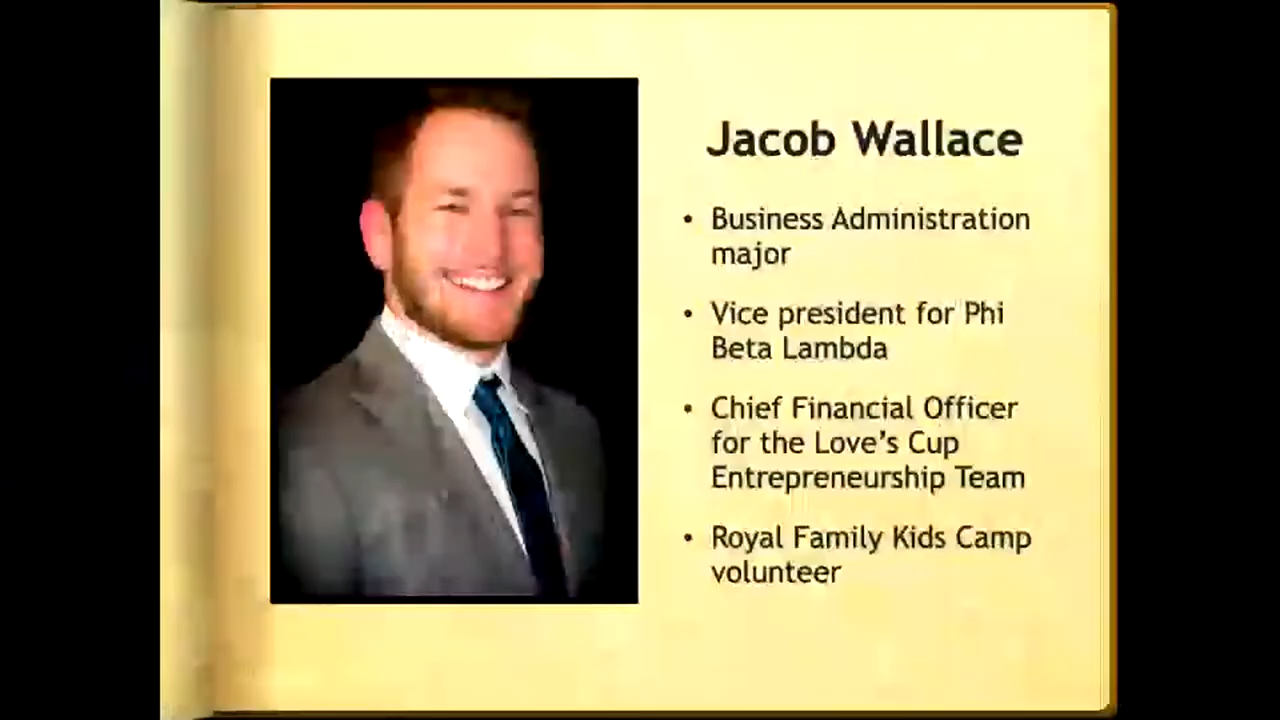 Jacob Wallace
• Business Administration
major
• Vice president for Phi
Beta Lambda
• Chief Financial Officer
for the Love's Cup
Entrepreneurship Team
• Royal Family Kids Camp
volunteer